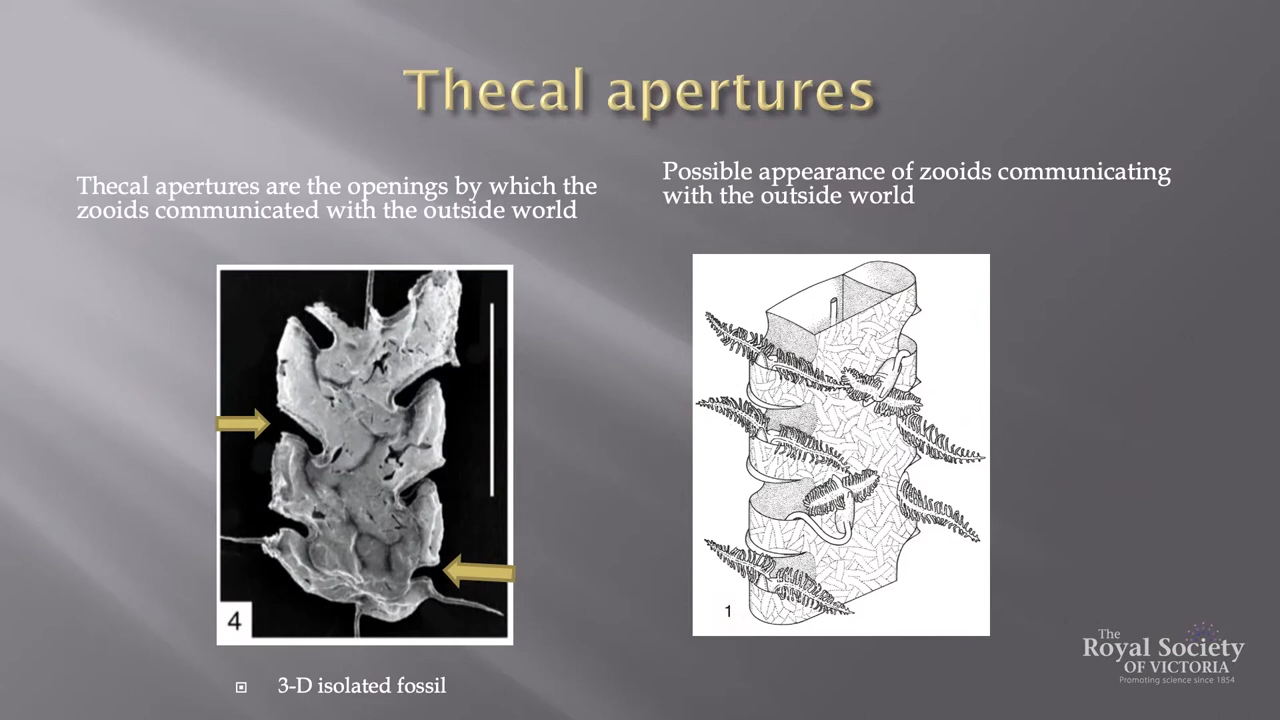 Thecal apertures
Thecal apertures are the openings by which the
zooids communicated with the outside world
Possible appearance of zooids communicating
with the outside world
4
1
3-D isolated fossil
The
Royal Society
OF VICTORIA
Promoting science since 1854